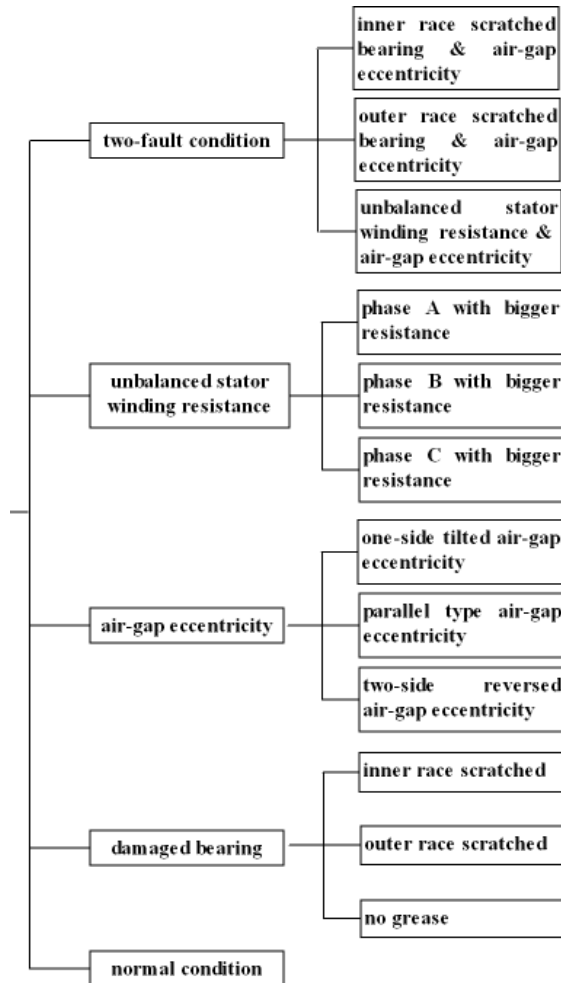 inner race scratched
bearing & air-gap
eccentricity
outer race scratched
bearing & air-gap
eccentricity
two-fault condition
unbalanced stator
winding resistance &
air-gap eccentricity
phase A with bigger
resistance
unbalanced stator
winding resistance
phase B with bigger
resistance
phase C with bigger
resistance
one-side tilted air-gap
eccentricity
air-gap eccentricity
parallel type air-gap
eccentricity
two-side reversed
air-gap eccentricity
inner race scratched
damaged bearing
outer race scratched
no grease
normal condition